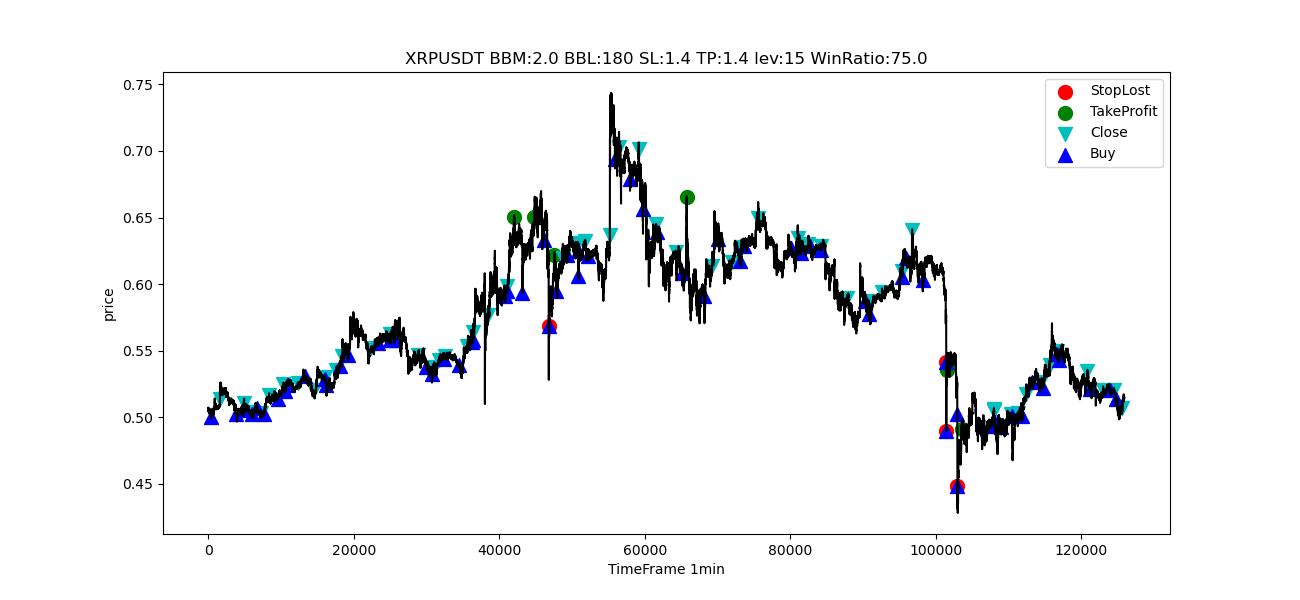 XRPUSDT BBM:2.0 BBL:180 SL:1.4 TP:1.4 lev:15 WinRatio:75.0
StopLost
TakeProfit
Close
Buy
price
0.75
0.70
0.65
0.60
0.55
0.50
0.45
0 20000 40000 60000 80000 100000 120000
TimeFrame 1min